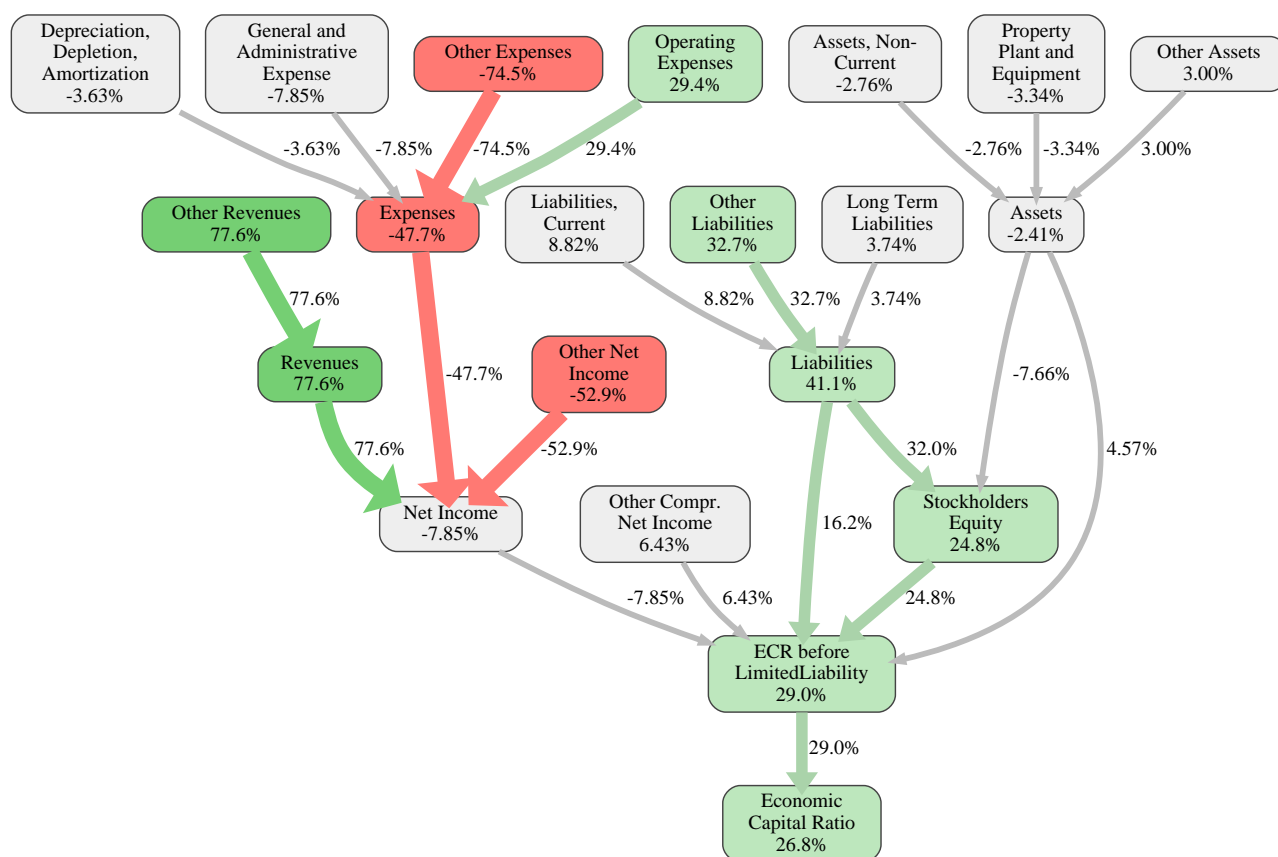 Depreciation,
Depletion,
Amortization
-3.63%
General and
Administrative
Expense
-7.85%
Other Expenses
-74.5%
Operating
Expenses
29.4%
Assets, Non-
Current
-2.76%
Property
Plant and
Equipment
-3.34%
Other Assets
3.00%
-3.63%
-7.85%
-74.5%
29.4%
-2.76%
-3.34%
3.00%
Other Revenues
77.6%
Expenses
-47.7%
Liabilities,
Current
8.82%
Other
Liabilities
32.7%
Long Term
Liabilities
3.74%
Assets
-2.41%
77.6%
8.82%
32.7%
3.74%
Revenues
77.6%
-47.7%
Other Net
Income
-52.9%
Liabilities
41.1%
-7.66%
77.6%
-52.9%
32.0%
4.57%
Net Income
-7.85%
Other Compr.
Net Income
6.43%
16.2%
Stockholders
Equity
24.8%
-7.85%
6.43%
24.8%
ECR before
LimitedLiability
29.0%
29.0%
Economic
Capital Ratio
26.8%